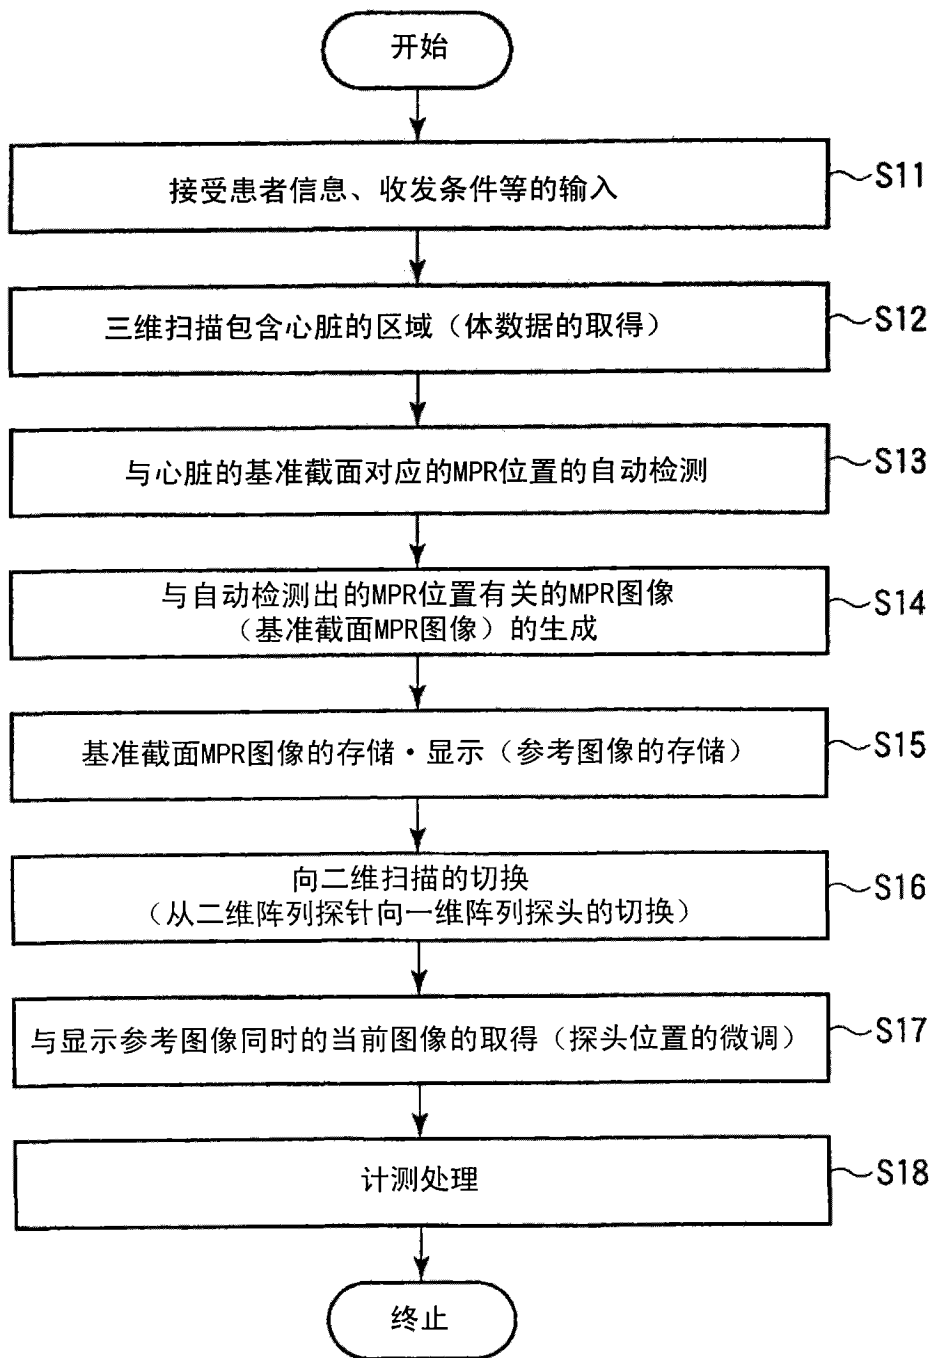 开始
接受患者信息、收发条件等的输入
S11
三维扫描包含心脏的区域（体数据的取得）
S12
与心脏的基准截面对应的MPR位置的自动检测
S13
与自动检测出的MPR位置有关的MPR图像
（基准截面MPR图像）的生成
S14
基准截面MPR图像的存储·显示（参考图像的存储）
S15
向二维扫描的切换
（从二维阵列探针向一维阵列探头的切换）
S16
与显示参考图像同时的当前图像的取得（探头位置的微调）
S17
计测处理
S18
终止